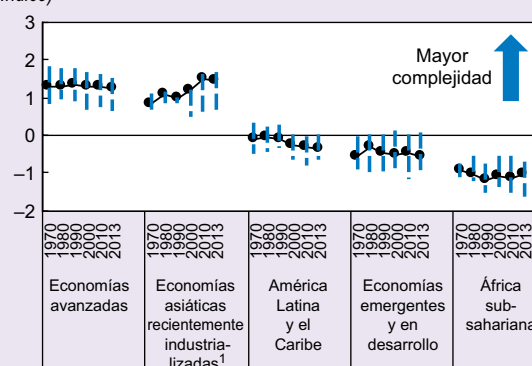 índice)
3
2
1
0
–1
–2
Mayor
complejidad
1970
1980
1990
2000
2010
2013
1970
1980
1990
2000
2010
2013
1970
1980
1990
2000
2010
2013
1970
1980
1990
2000
2010
2013
1970
1980
1990
2000
2010
2013
Economías
avanzadas
Economías
asiáticas
recientemente
industria-
lizadas¹
América
Latina
y el
Caribe
Economías
emergentes
y en
desarrollo
África
sub-
sahariana